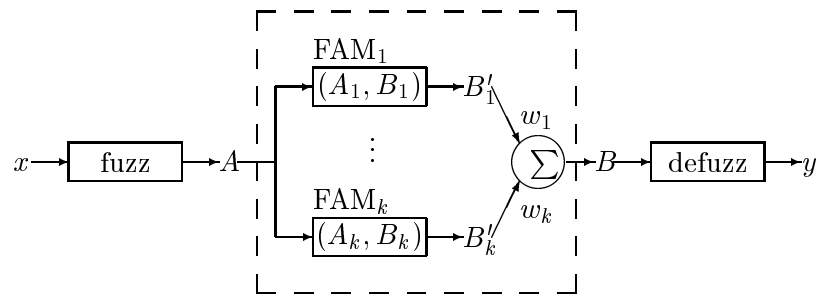 FAM₁
(A₁, B₁)
B′₁
w₁
⋮
x
fuzz
A
∑
B
defuzz
y
FAMₖ
(Aₖ, Bₖ)
B′ₖ
wₖ